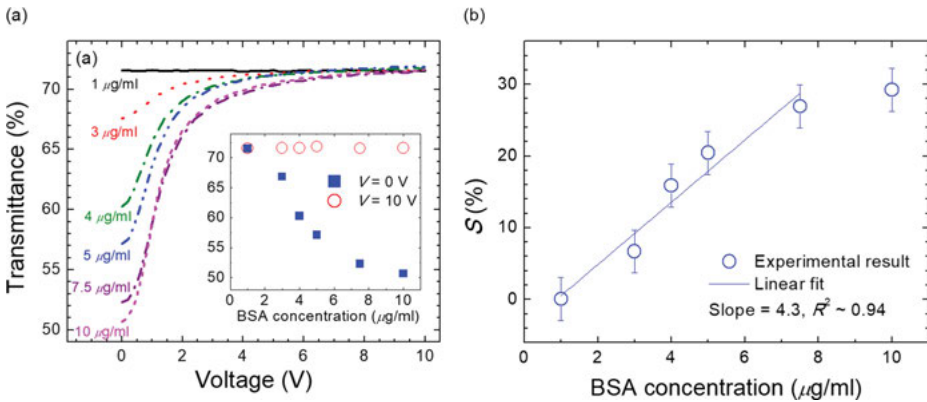 (a)
(a)
Transmittance (%)
70
65
60
55
50
1 μg/ml
3 μg/ml
4 μg/ml
5 μg/ml
7.5 μg/ml
10 μg/ml
0 2 4 6 8 10
Voltage (V)
70
65
60
55
50
V = 0 V
V = 10 V
0 2 4 6 8 10
BSA concentration (μg/ml)
(b)
S (%)
30
20
10
0
Experimental result
Linear fit
Slope = 4.3, R² ~ 0.94
0 2 4 6 8 10
BSA concentration (μg/ml)